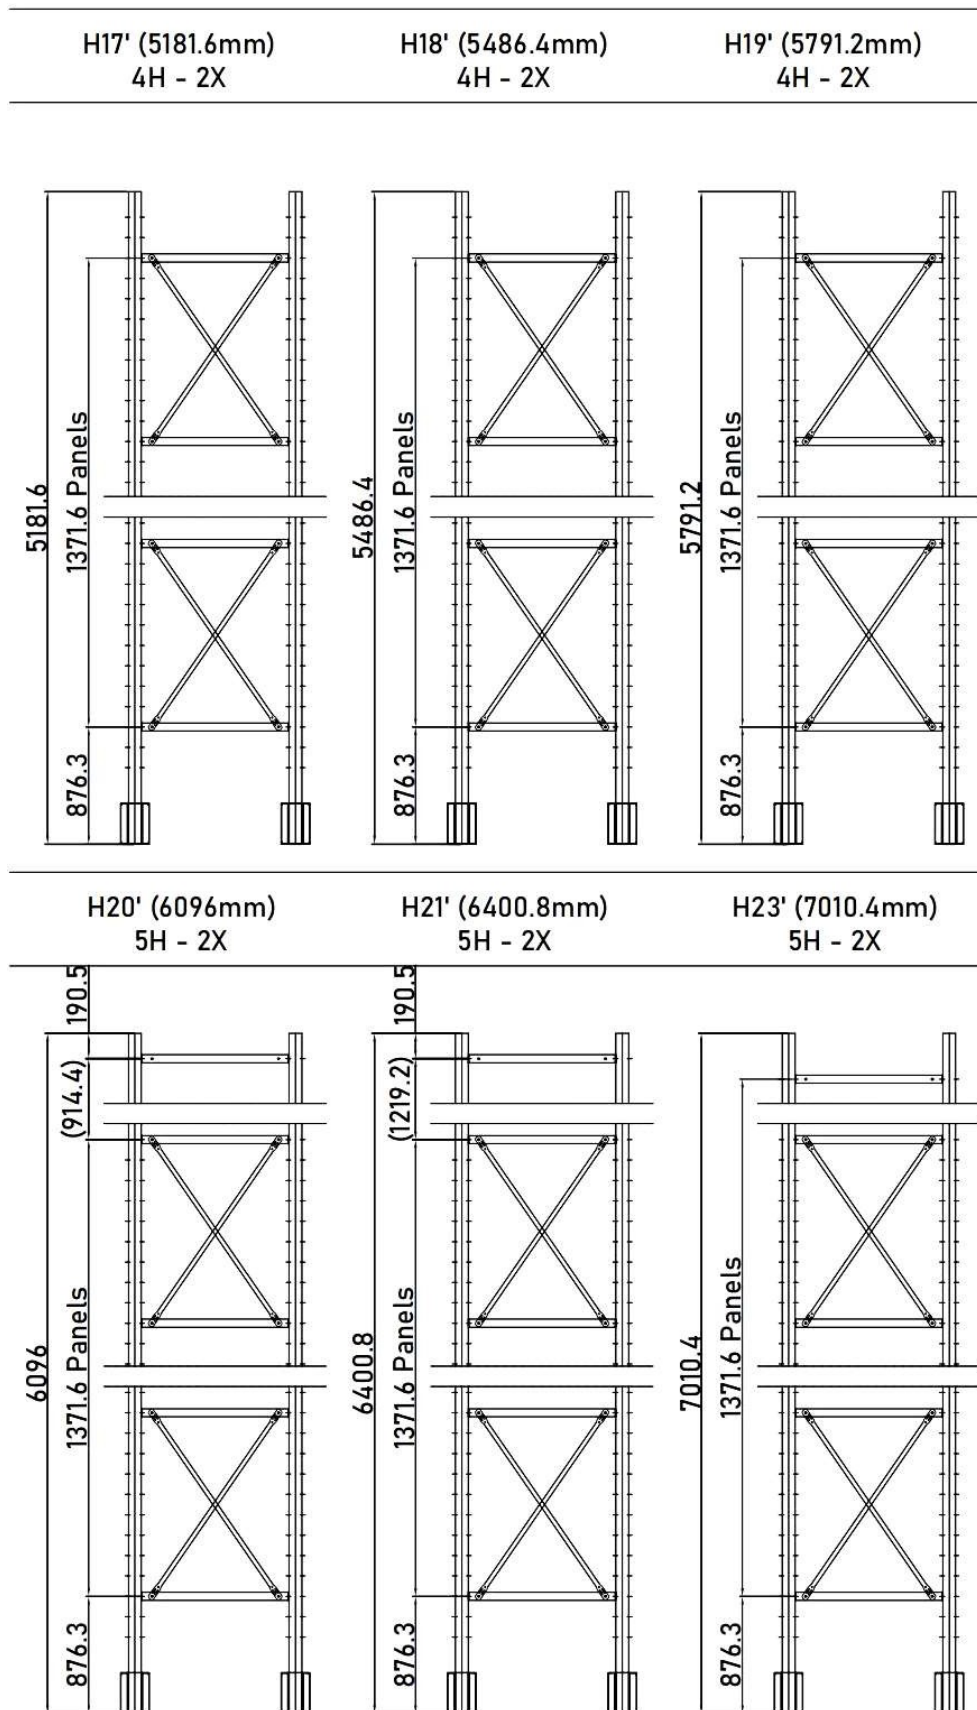 H17' (5181.6mm)
4H - 2X
H18' (5486.4mm)
4H - 2X
H19' (5791.2mm)
4H - 2X
5181.6
1371.6 Panels
876.3
5486.4
1371.6 Panels
876.3
5791.2
1371.6 Panels
876.3
H20' (6096mm)
5H - 2X
H21' (6400.8mm)
5H - 2X
H23' (7010.4mm)
5H - 2X
190.5
(914.4)
6096
1371.6 Panels
876.3
190.5
(1219.2)
6400.8
1371.6 Panels
876.3
7010.4
1371.6 Panels
876.3